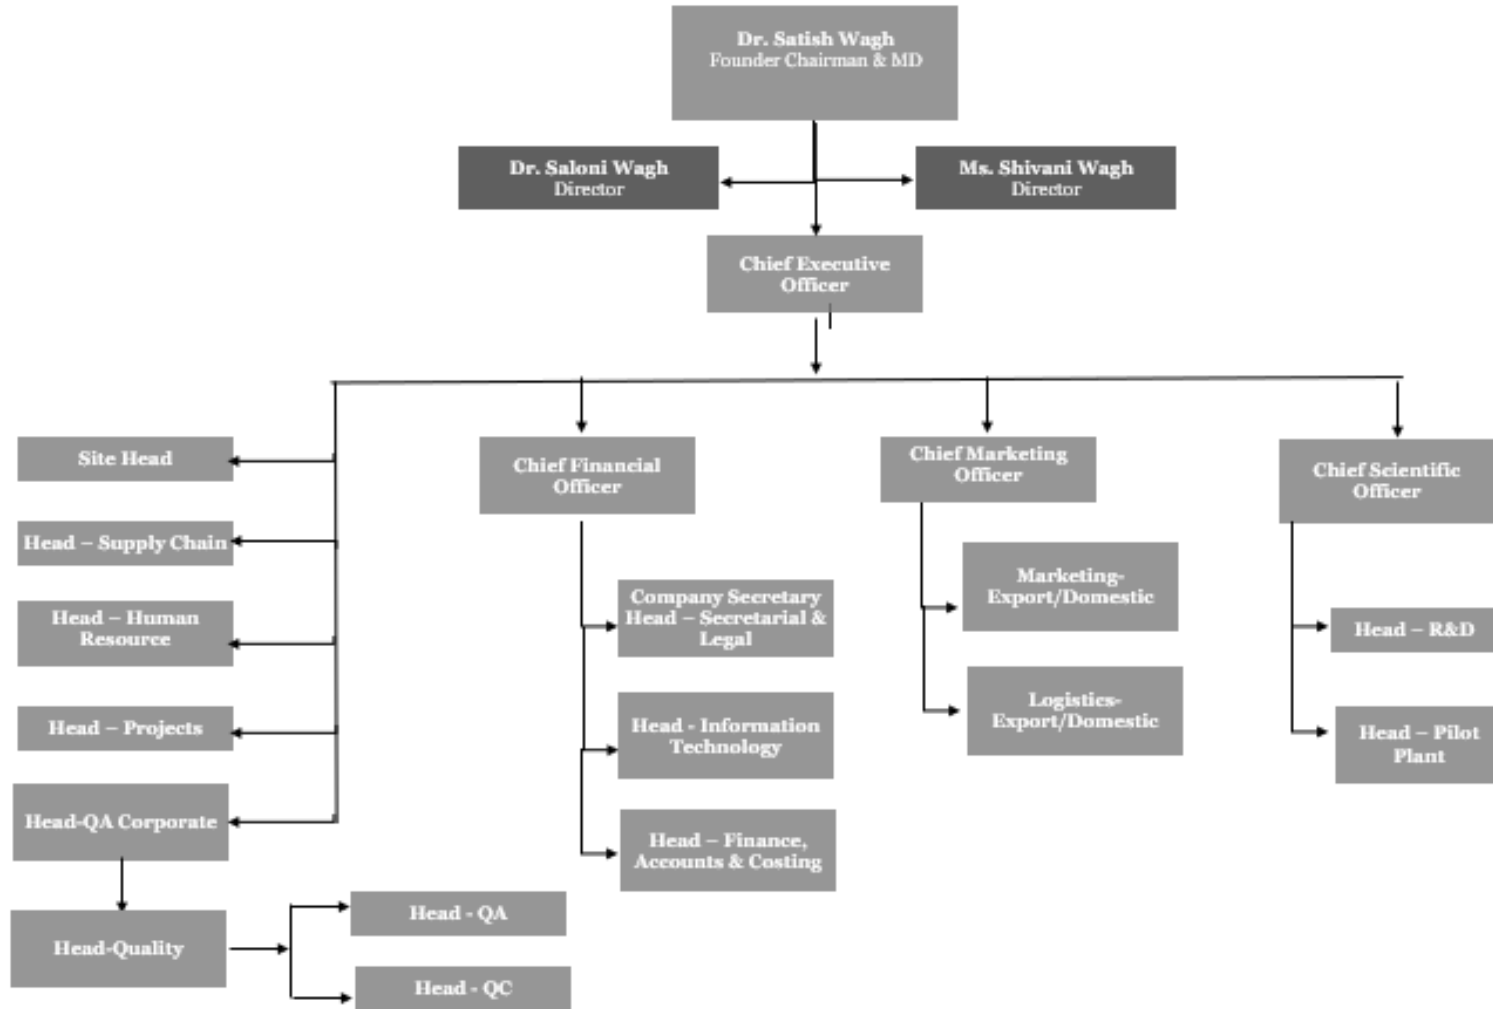 Dr. Satish Wagh
Founder Chairman & MD
Dr. Saloni Wagh
Director
Ms. Shivani Wagh
Director
Chief Executive
Officer
Site Head
Head – Supply Chain
Head – Human
Resource
Head – Projects
Head-QA Corporate
Head-Quality
Head - QA
Head - QC
Chief Financial
Officer
Company Secretary
Head – Secretarial &
Legal
Head - Information
Technology
Head – Finance,
Accounts & Costing
Chief Marketing
Officer
Marketing-
Export/Domestic
Logistics-
Export/Domestic
Chief Scientific
Officer
Head – R&D
Head – Pilot
Plant